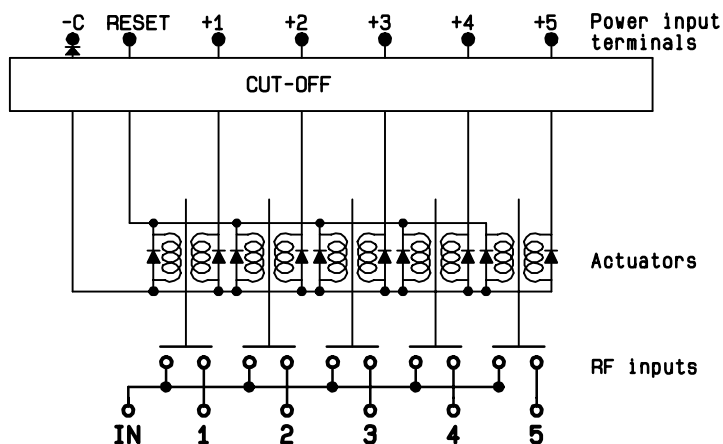 -C RESET +1 +2 +3 +4 +5 Power input
terminals
CUT-OFF
Actuators
RF inputs
IN 1 2 3 4 5